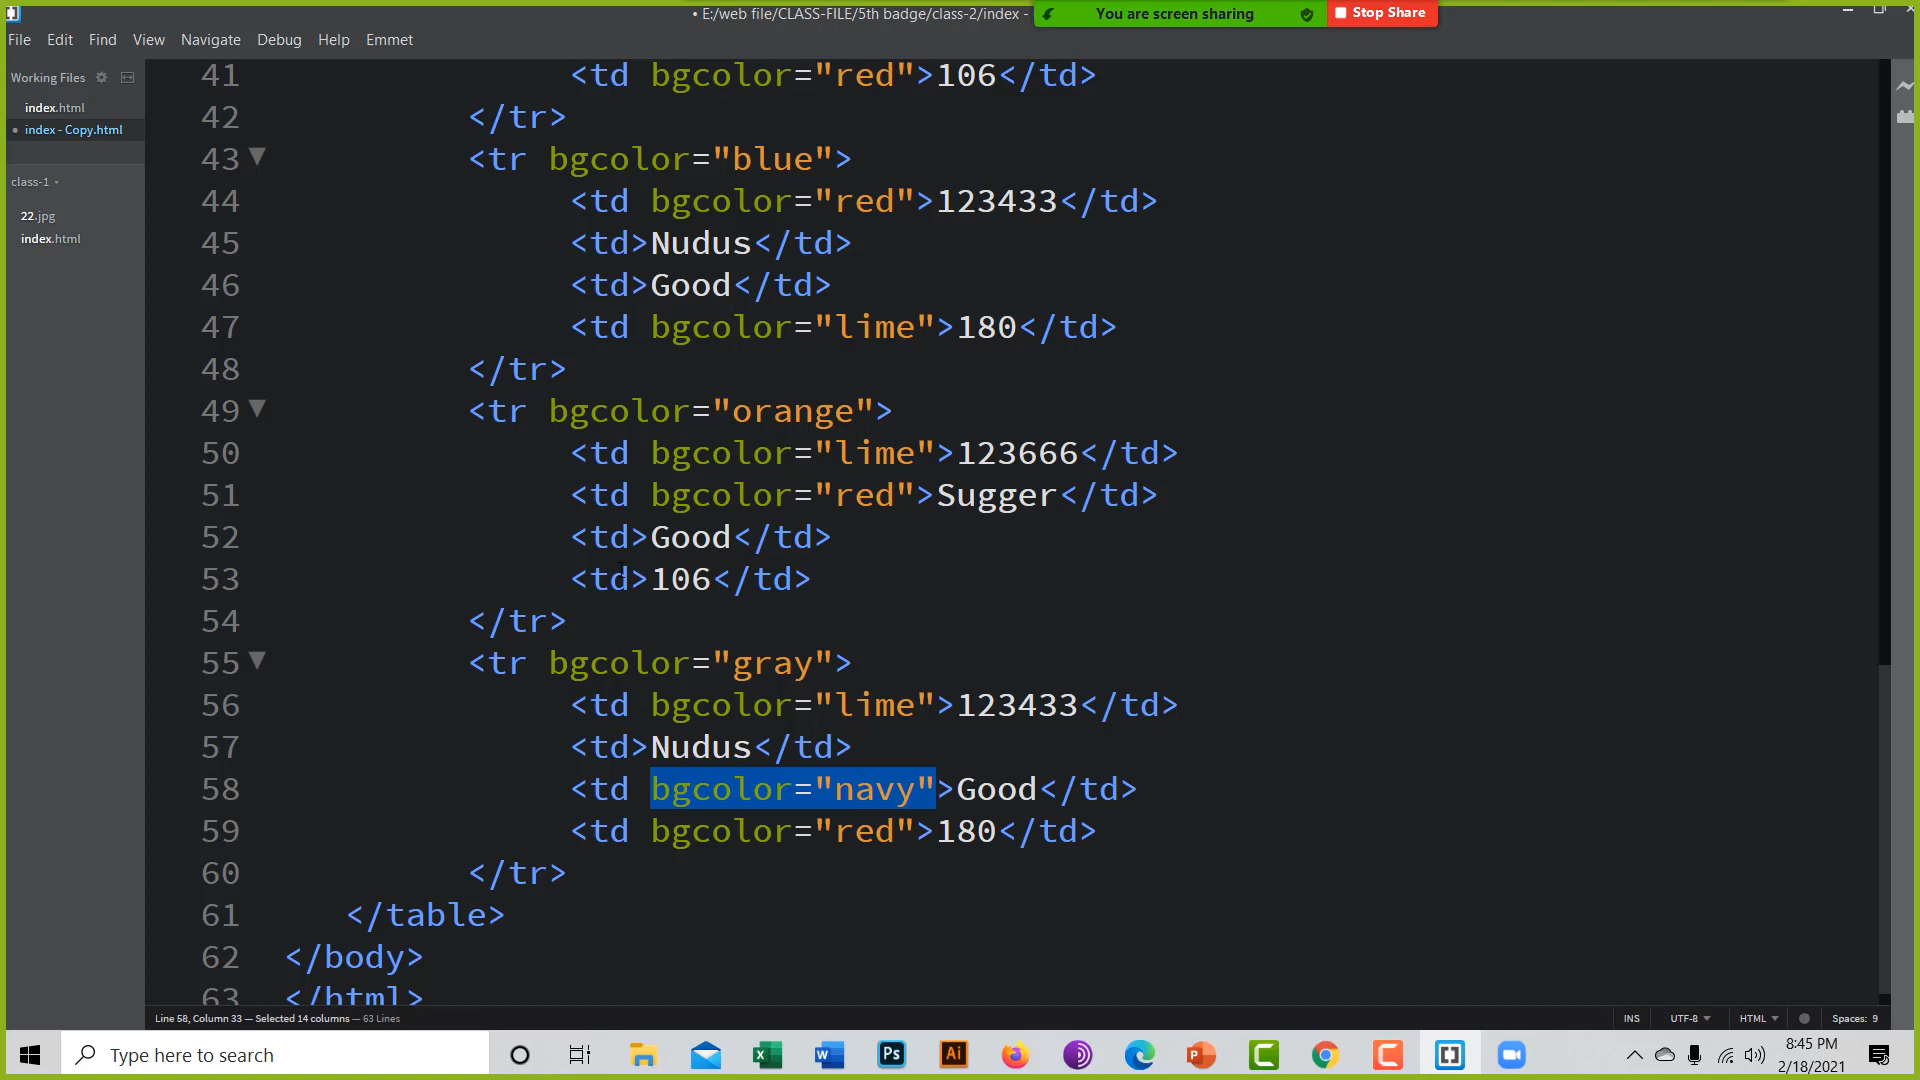 • E:/web file/CLASS-FILE/5th badge/class-2/index -
You are screen sharing
Stop Share
File Edit Find View Navigate Debug Help Emmet
Working Files
index.html
• index - Copy.html
class-1
22.jpg
index.html
41 <td bgcolor="red">106</td>
42 </tr>
43 <tr bgcolor="blue">
44 <td bgcolor="red">123433</td>
45 <td>Nudus</td>
46 <td>Good</td>
47 <td bgcolor="lime">180</td>
48 </tr>
49 <tr bgcolor="orange">
50 <td bgcolor="lime">123666</td>
51 <td bgcolor="red">Sugger</td>
52 <td>Good</td>
53 <td>106</td>
54 </tr>
55 <tr bgcolor="gray">
56 <td bgcolor="lime">123433</td>
57 <td>Nudus</td>
58 <td bgcolor="navy">Good</td>
59 <td bgcolor="red">180</td>
60 </tr>
61 </table>
62 </body>
63 </html>
Line 58, Column 33 — Selected 14 columns — 63 Lines
INS UTF-8 HTML Spaces: 9
Type here to search
8:45 PM
2/18/2021